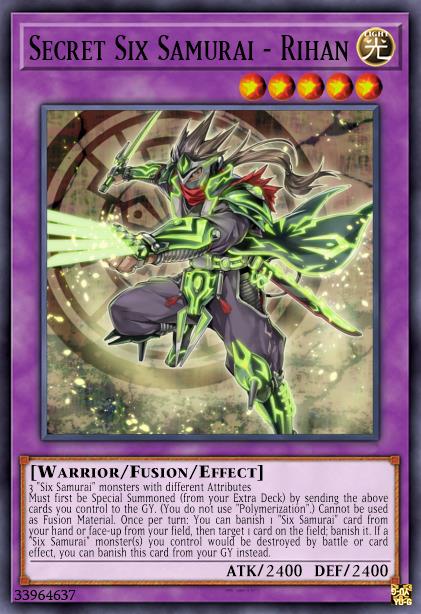 Secret Six Samurai - Rihan
LIGHT
光
[Warrior/Fusion/Effect]
3 "Six Samurai" monsters with different Attributes
Must first be Special Summoned (from your Extra Deck) by sending the above
cards you control to the GY. (You do not use "Polymerization".) Cannot be used
as Fusion Material. Once per turn: You can banish 1 "Six Samurai" card from
your hand or face-up from your field, then target 1 card on the field; banish it. If a
"Six Samurai" monster(s) you control would be destroyed by battle or card
effect, you can banish this card from your GY instead.
ATK/2400 DEF/2400
33964637